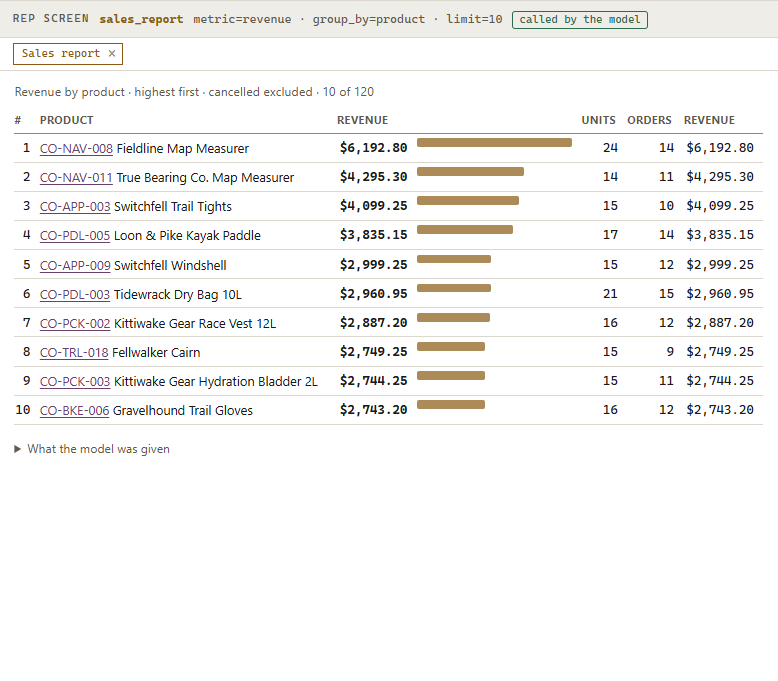 REP SCREEN sales_report metric=revenue · group_by=product · limit=10 called by the model
Sales report ×
Revenue by product · highest first · cancelled excluded · 10 of 120
# PRODUCT REVENUE UNITS ORDERS REVENUE
1 CO-NAV-008 Fieldline Map Measurer $6,192.80 24 14 $6,192.80
2 CO-NAV-011 True Bearing Co. Map Measurer $4,295.30 14 11 $4,295.30
3 CO-APP-003 Switchfell Trail Tights $4,099.25 15 10 $4,099.25
4 CO-PDL-005 Loon & Pike Kayak Paddle $3,835.15 17 14 $3,835.15
5 CO-APP-009 Switchfell Windshell $2,999.25 15 12 $2,999.25
6 CO-PDL-003 Tidewrack Dry Bag 10L $2,960.95 21 15 $2,960.95
7 CO-PCK-002 Kittiwake Gear Race Vest 12L $2,887.20 16 12 $2,887.20
8 CO-TRL-018 Fellwalker Cairn $2,749.25 15 9 $2,749.25
9 CO-PCK-003 Kittiwake Gear Hydration Bladder 2L $2,744.25 15 11 $2,744.25
10 CO-BKE-006 Gravelhound Trail Gloves $2,743.20 16 12 $2,743.20
What the model was given